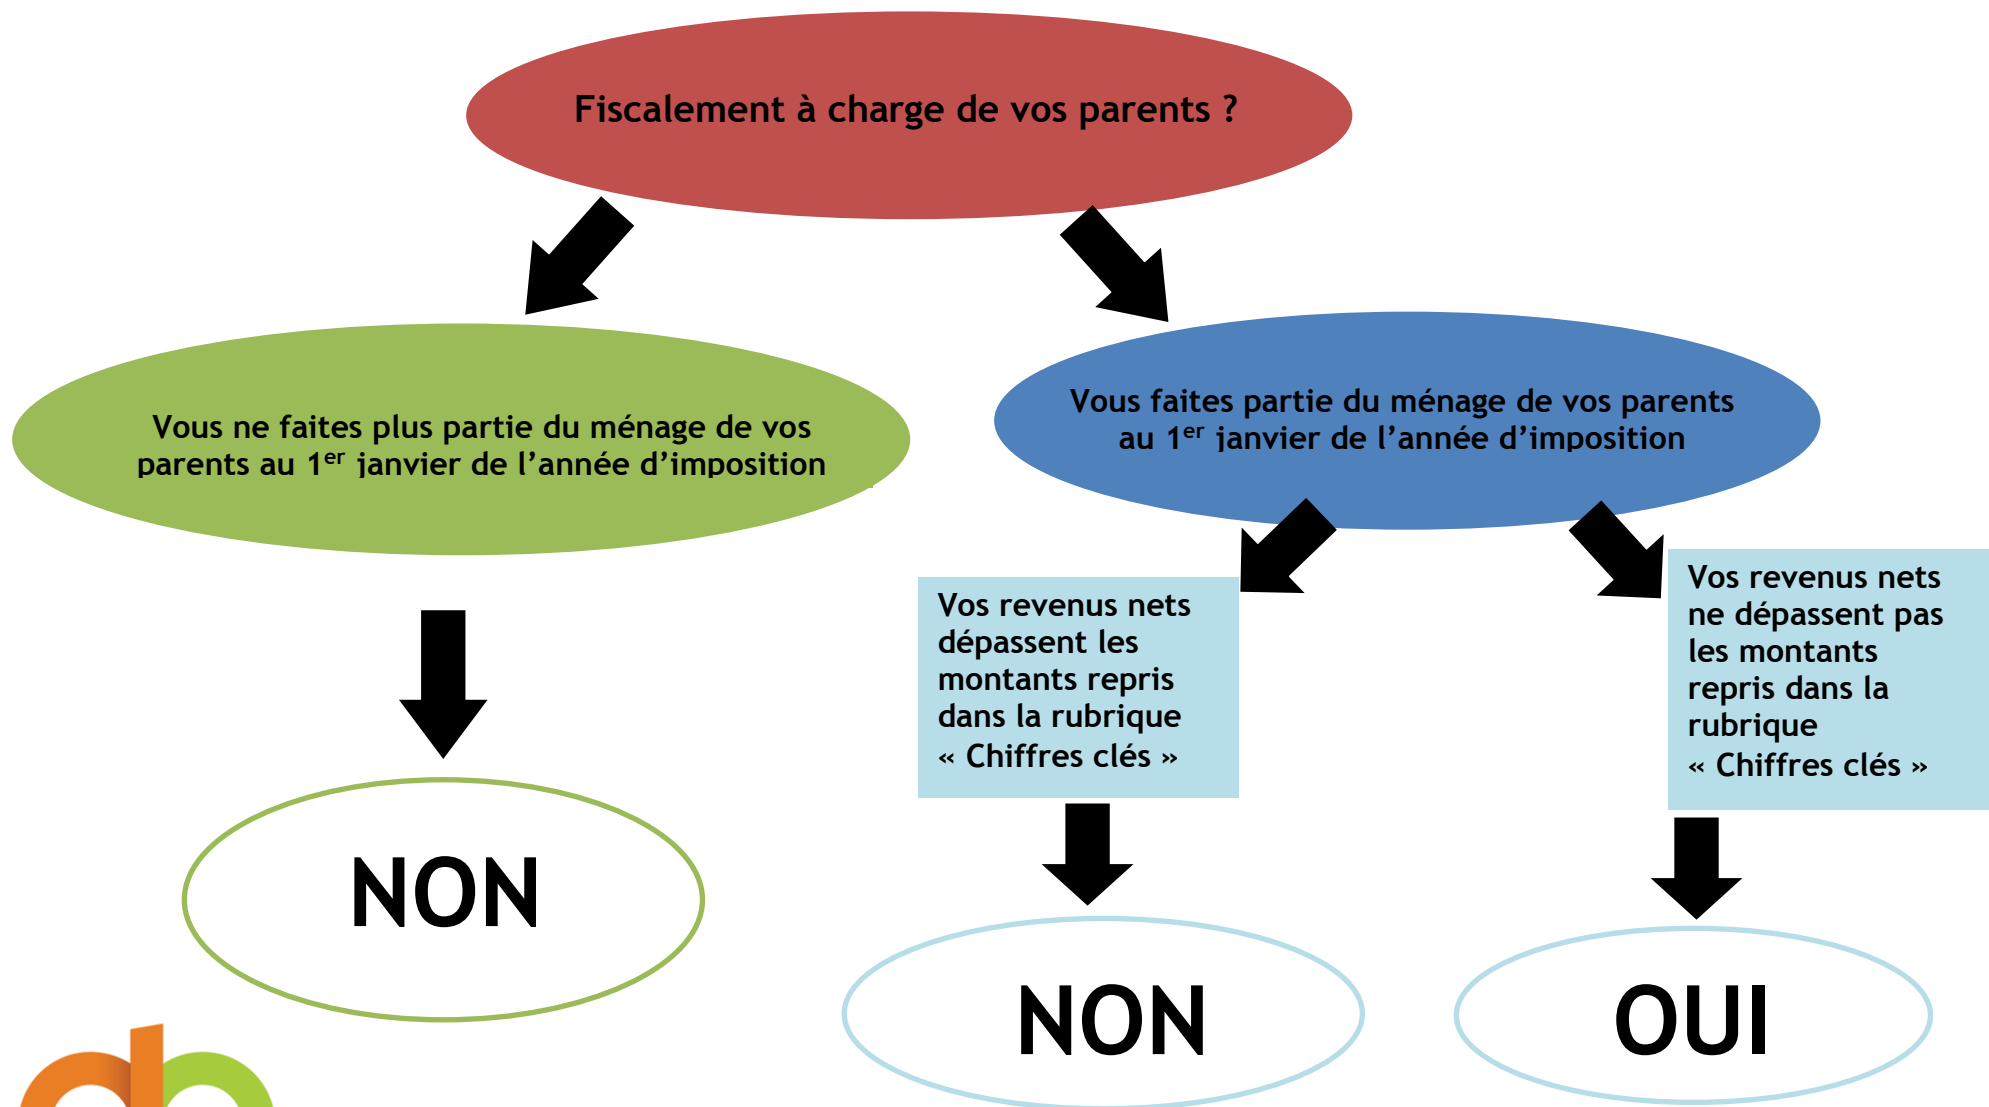 Fiscalement à charge de vos parents ?
Vous ne faites plus partie du ménage de vos
parents au 1er janvier de l’année d’imposition
Vous faites partie du ménage de vos parents
au 1er janvier de l’année d’imposition
Vos revenus nets
dépassent les
montants repris
dans la rubrique
« Chiffres clés »
Vos revenus nets
ne dépassent pas
les montants
repris dans la
rubrique
« Chiffres clés »
NON
NON
OUI